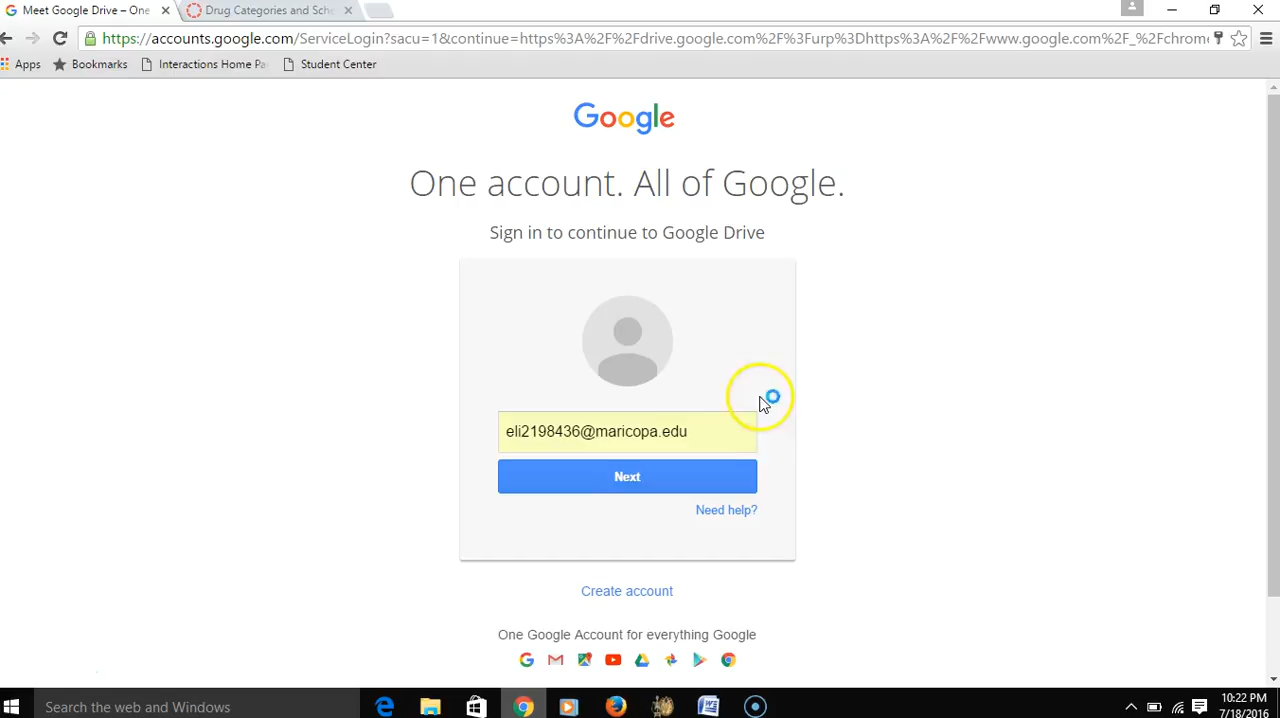 Meet Google Drive – One
Drug Categories and Sche
https://accounts.google.com/ServiceLogin?sacu=1&continue=https%3A%2F%2Fdrive.google.com%2F%3Furp%3Dhttps%3A%2F%2Fwww.google.com%2F_%2Fchrome
Apps
Bookmarks
Interactions Home Pa
Student Center
Google
One account. All of Google.
Sign in to continue to Google Drive
eli2198436@maricopa.edu
Next
Need help?
Create account
One Google Account for everything Google
Search the web and Windows
10:22 PM
7/18/2016